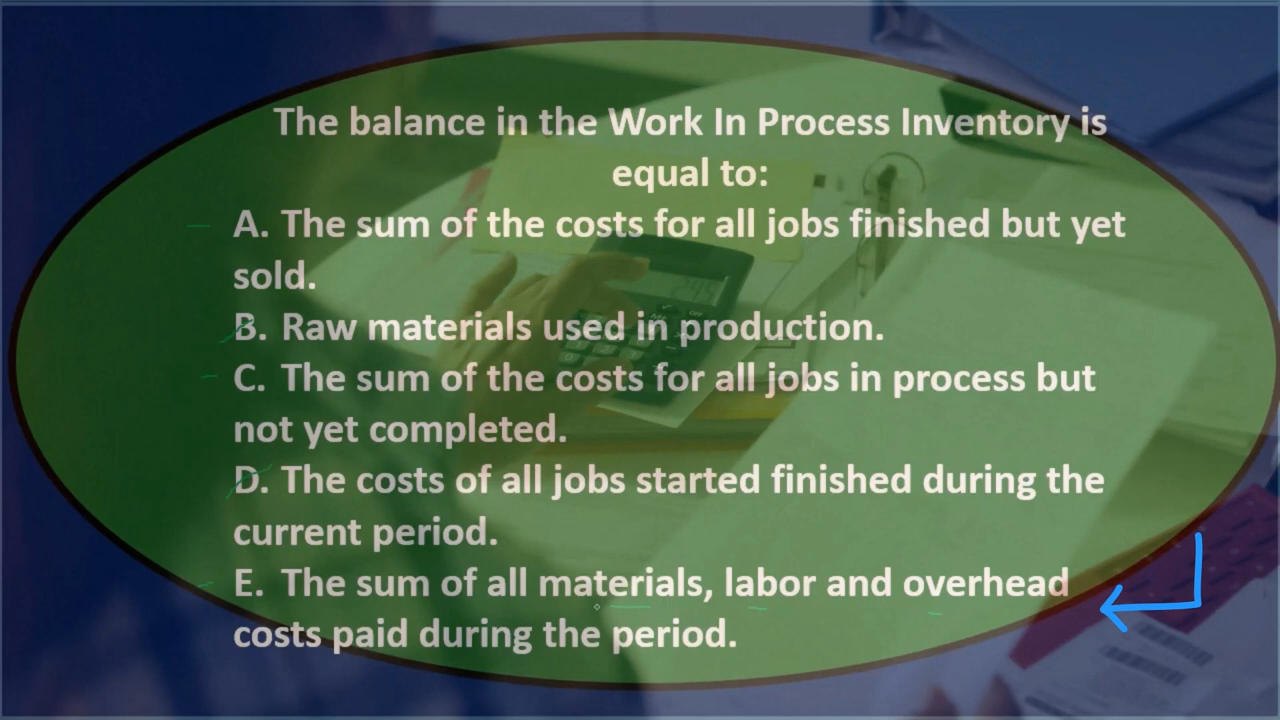 The balance in the Work In Process Inventory is
equal to:
A. The sum of the costs for all jobs finished but yet
sold.
B. Raw materials used in production.
C. The sum of the costs for all jobs in process but
not yet completed.
D. The costs of all jobs started finished during the
current period.
E. The sum of all materials, labor and overhead
costs paid during the period.